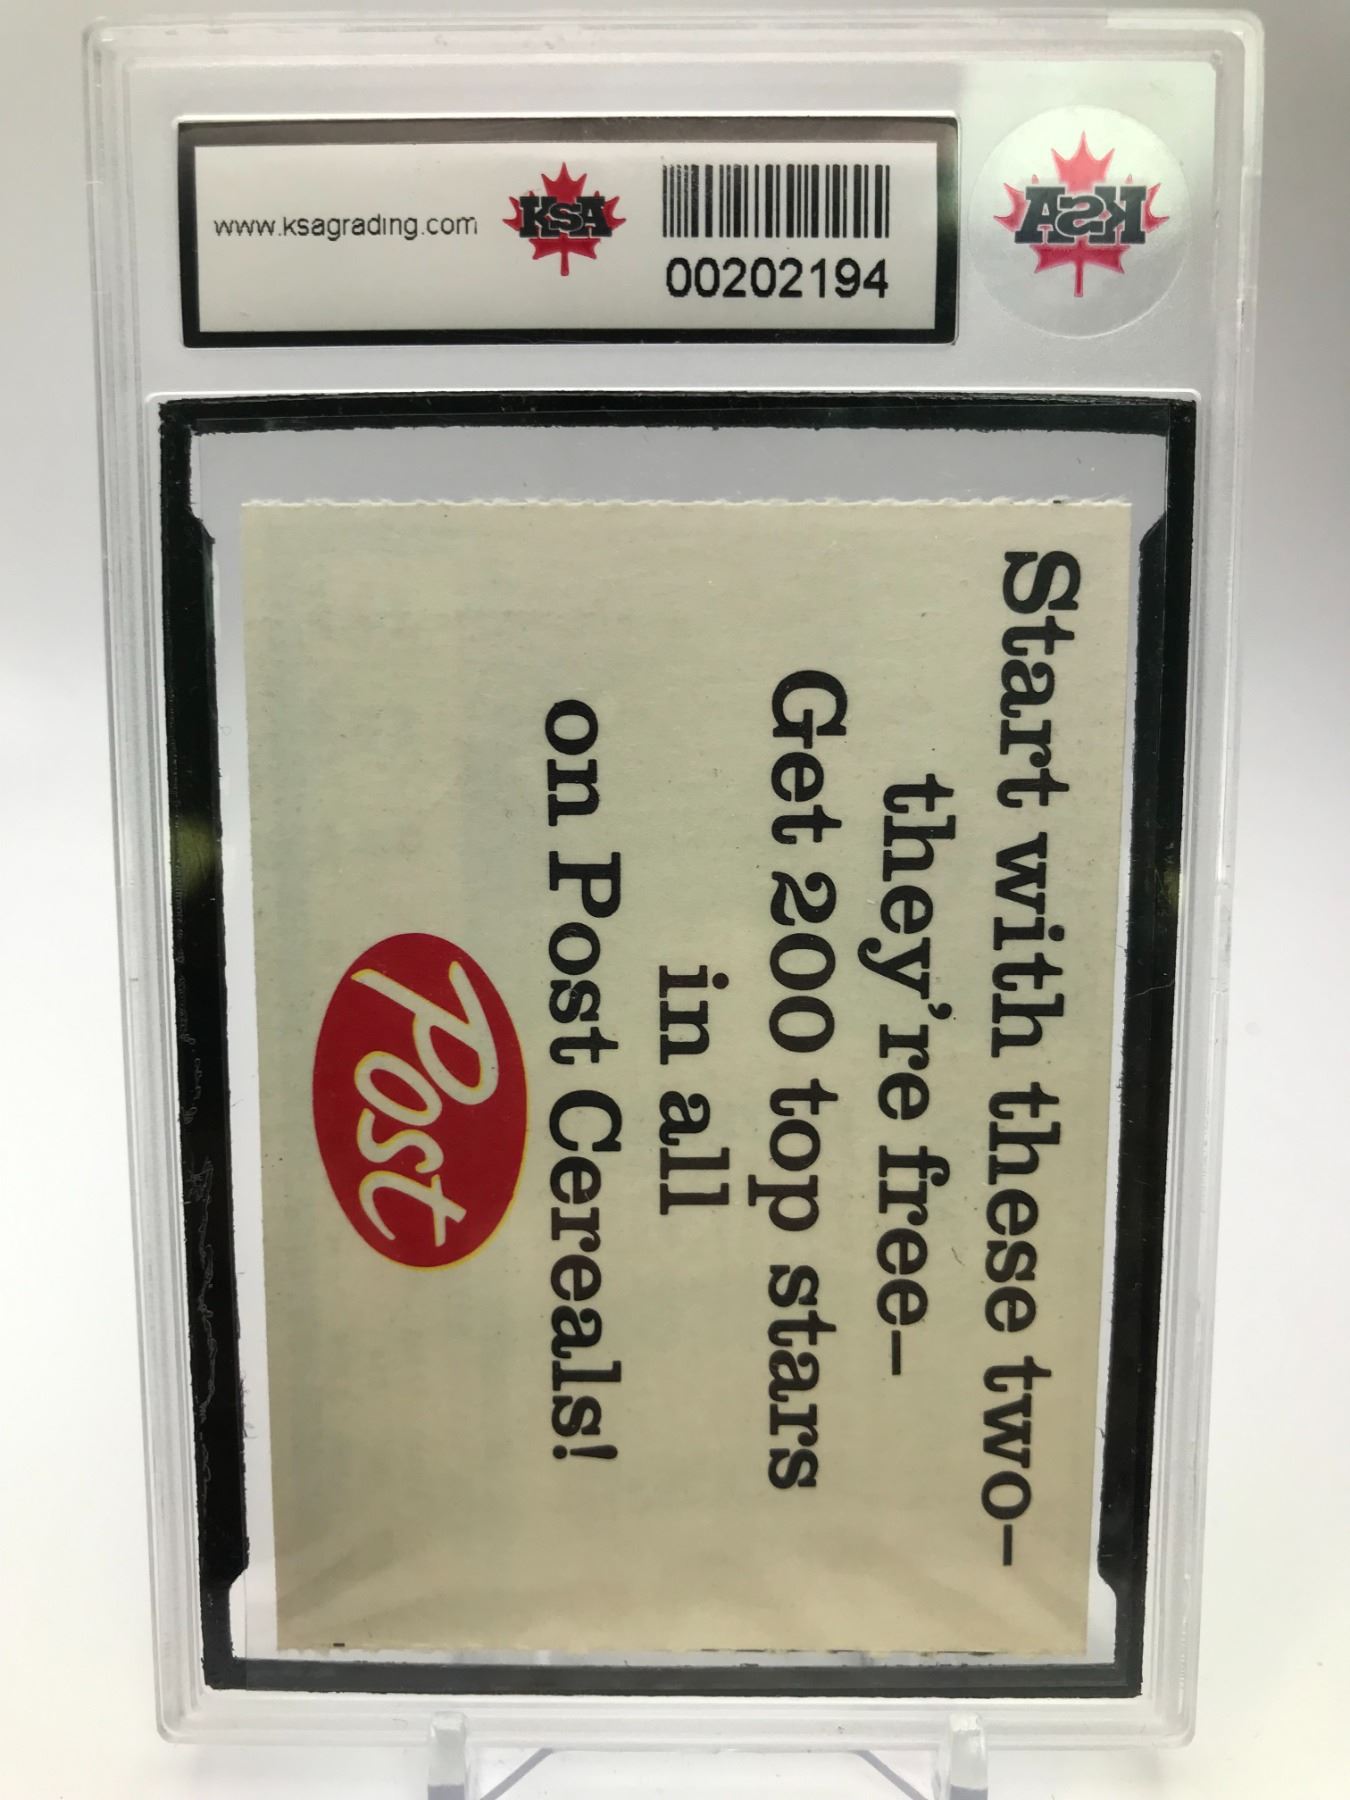 www.ksagrading.com
KSA
00202194
KSA
Start with these two-
they're free-
Get 200 top stars
in all
on Post Cereals!
Post